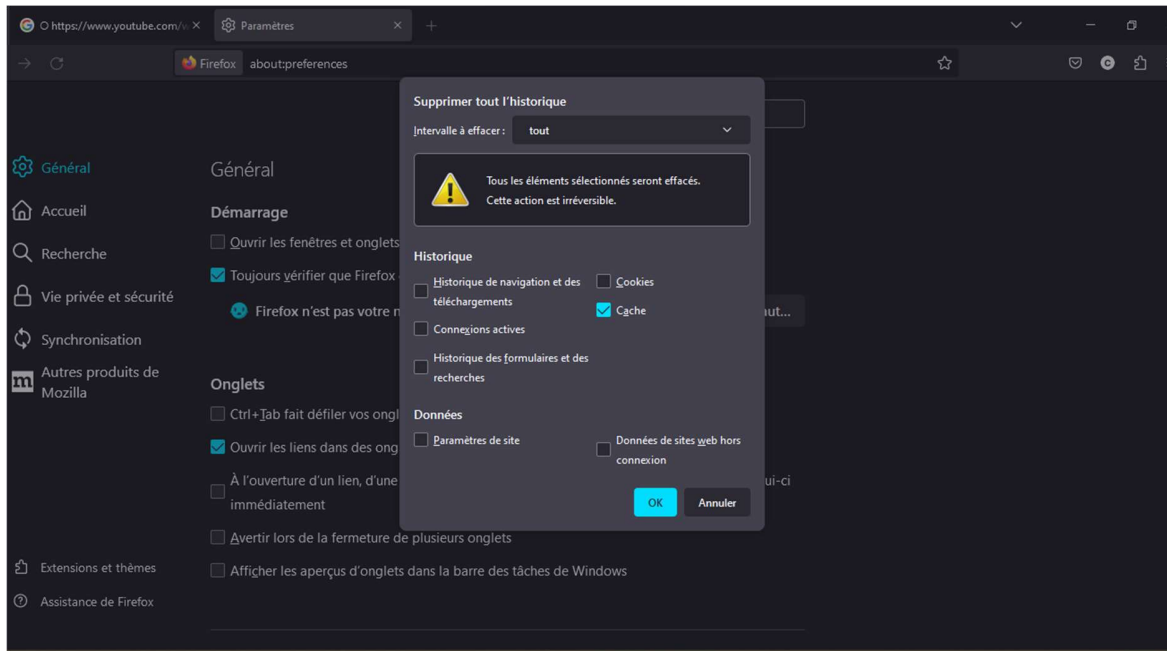 O https://www.youtube.com/
Paramètres
Firefox about:preferences
Supprimer tout l’historique
Intervalle à effacer : tout
Tous les éléments sélectionnés seront effacés.
Cette action est irréversible.
Historique
Historique de navigation et des
téléchargements
Cookies
Cache
Connexions actives
Historique des formulaires et des
recherches
Données
Paramètres de site
Données de sites web hors
connexion
OK Annuler
Général
Accueil
Recherche
Vie privée et sécurité
Synchronisation
Autres produits de
Mozilla
Extensions et thèmes
Assistance de Firefox
Général
Démarrage
Ouvrir les fenêtres et onglets
Toujours vérifier que Firefox
Firefox n’est pas votre
Onglets
Ctrl+Tab fait défiler vos
Ouvrir les liens dans des
À l’ouverture d’un lien, d’une
immédiatement
Avertir lors de la fermeture de plusieurs onglets
Afficher les aperçus d’onglets dans la barre des tâches de Windows